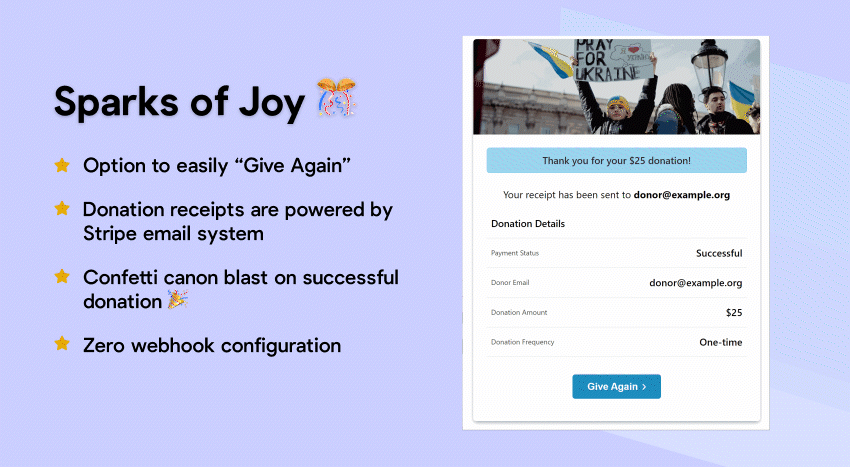 Sparks of Joy 🎊
Option to easily “Give Again”
Donation receipts are powered by
Stripe email system
Confetti canon blast on successful
donation 🎉
Zero webhook configuration
PRAY
FOR
UKRAINE
Thank you for your $25 donation!
Your receipt has been sent to donor@example.org
Donation Details
Payment Status Successful
Donor Email donor@example.org
Donation Amount $25
Donation Frequency One-time
Give Again ›